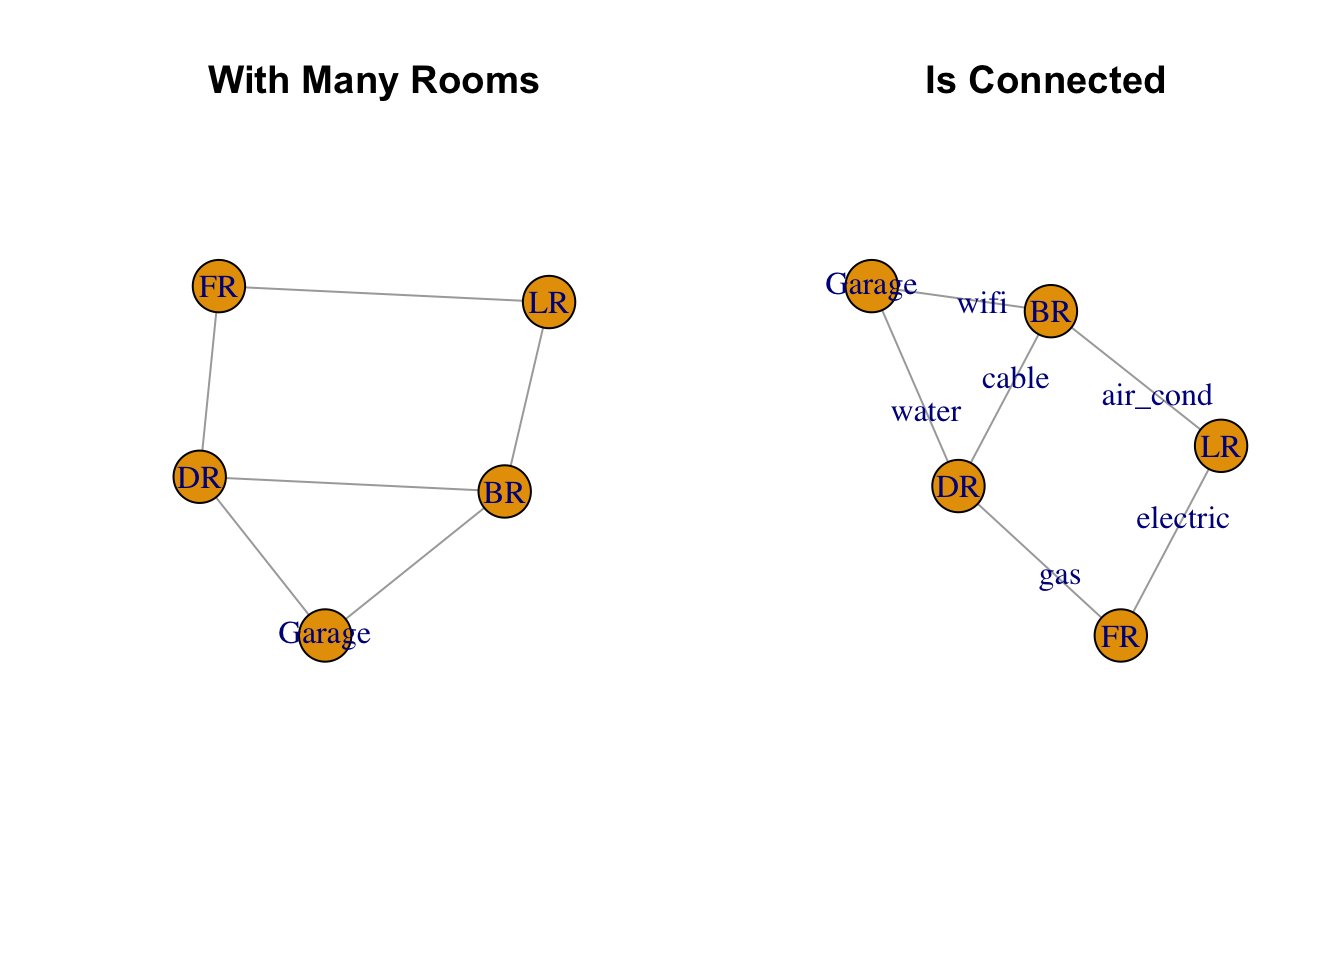 With Many Rooms
FR
LR
DR
BR
Garage
Is Connected
Garage
wifi
BR
cable
air_cond
water
LR
DR
electric
gas
FR